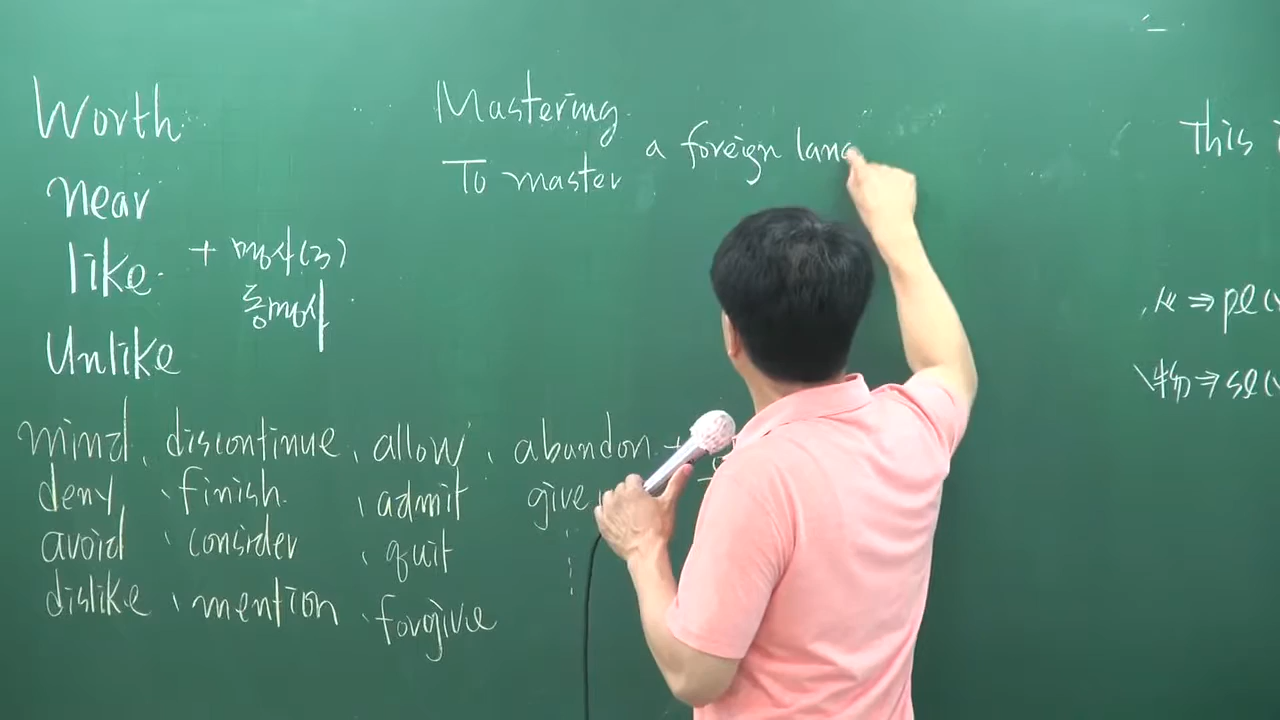 Worth
near
like
Unlike
+ 명사(구)
동명사
mind, discontinue, allow, abandon +
deny, finish, admit give
avoid, consider, quit
dislike, mention, forgive
Mastering
To master
a foreign lang
This